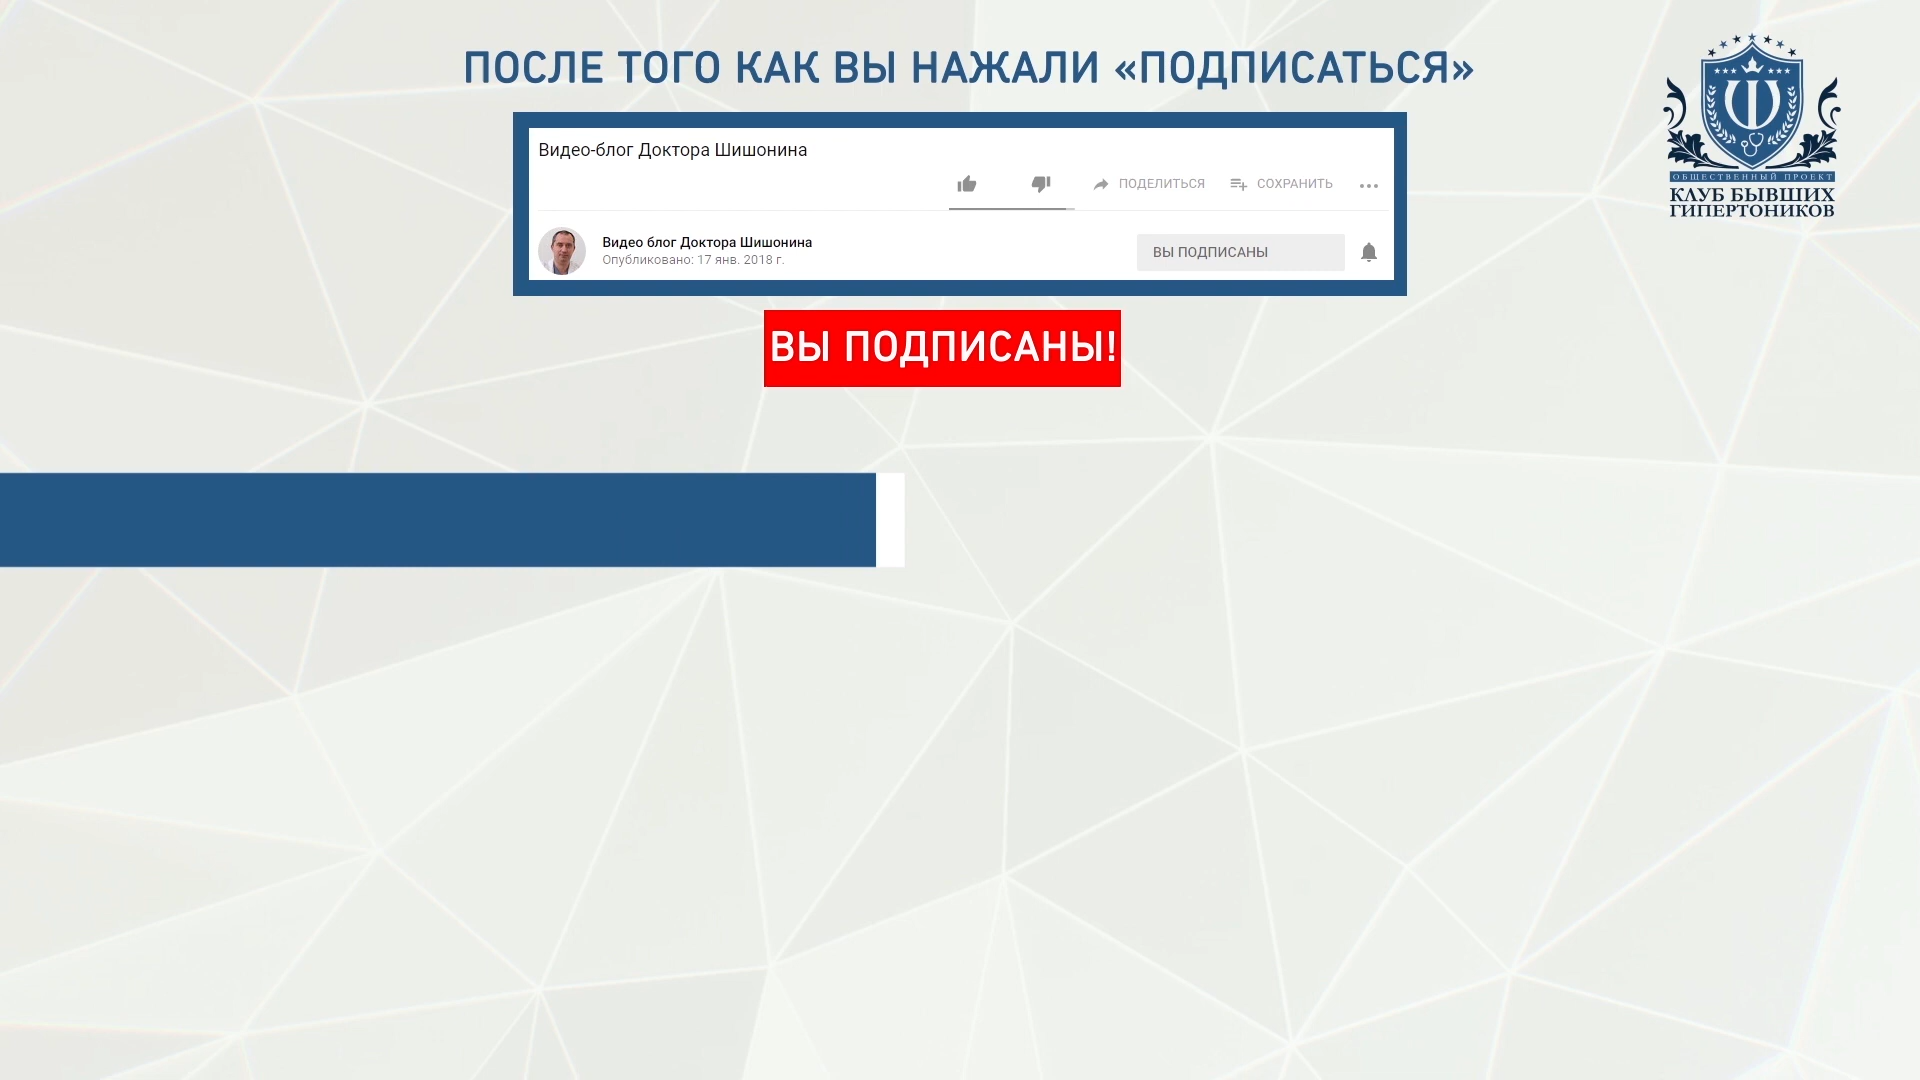 ПОСЛЕ ТОГО КАК ВЫ НАЖАЛИ «ПОДПИСАТЬСЯ»
Видео-блог Доктора Шишонина
ПОДЕЛИТЬСЯ СОХРАНИТЬ
Видео блог Доктора Шишонина
Опубликовано: 17 янв. 2018 г.
ВЫ ПОДПИСАНЫ
ВЫ ПОДПИСАНЫ!
ОБЩЕСТВЕННЫЙ ПРОЕКТ
КЛУБ БЫВШИХ
ГИПЕРТОНИКОВ